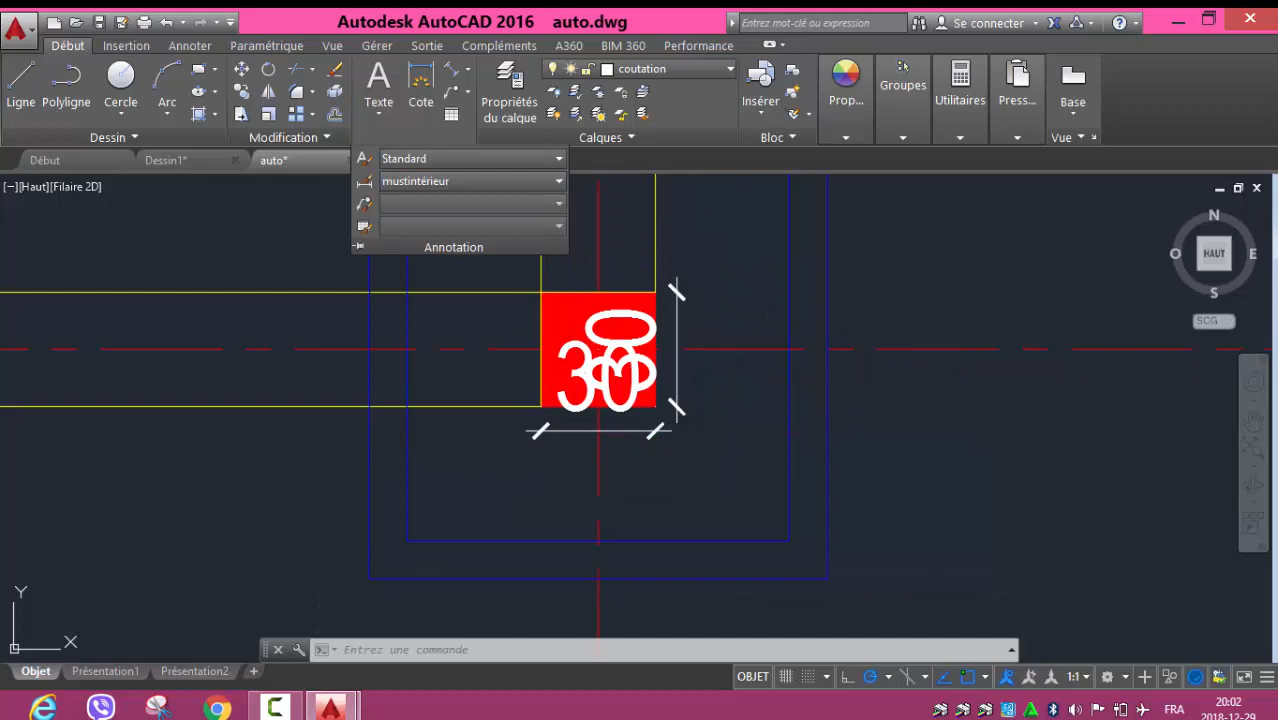 Autodesk AutoCAD 2016 auto.dwg
Entrez mot-clé ou expression
Se connecter
Début Insertion Annoter Paramétrique Vue Gérer Sortie Compléments A360 BIM 360 Performance
coutation
Ligne Polyligne Cercle Arc
Texte Cote
Propriétés du calque
Insérer
Prop... Groupes Utilitaires Press... Base
Dessin Modification Calques Bloc Vue
Début Dessin1* auto*
Standard
mustintérieur
Annotation
[−][Haut][Filaire 2D]
N
O HAUT E
S
SCG
30
30
Y
X
Entrez une commande
Objet Présentation1 Présentation2 +
OBJET 1:1
FRA 20:02
2018-12-29